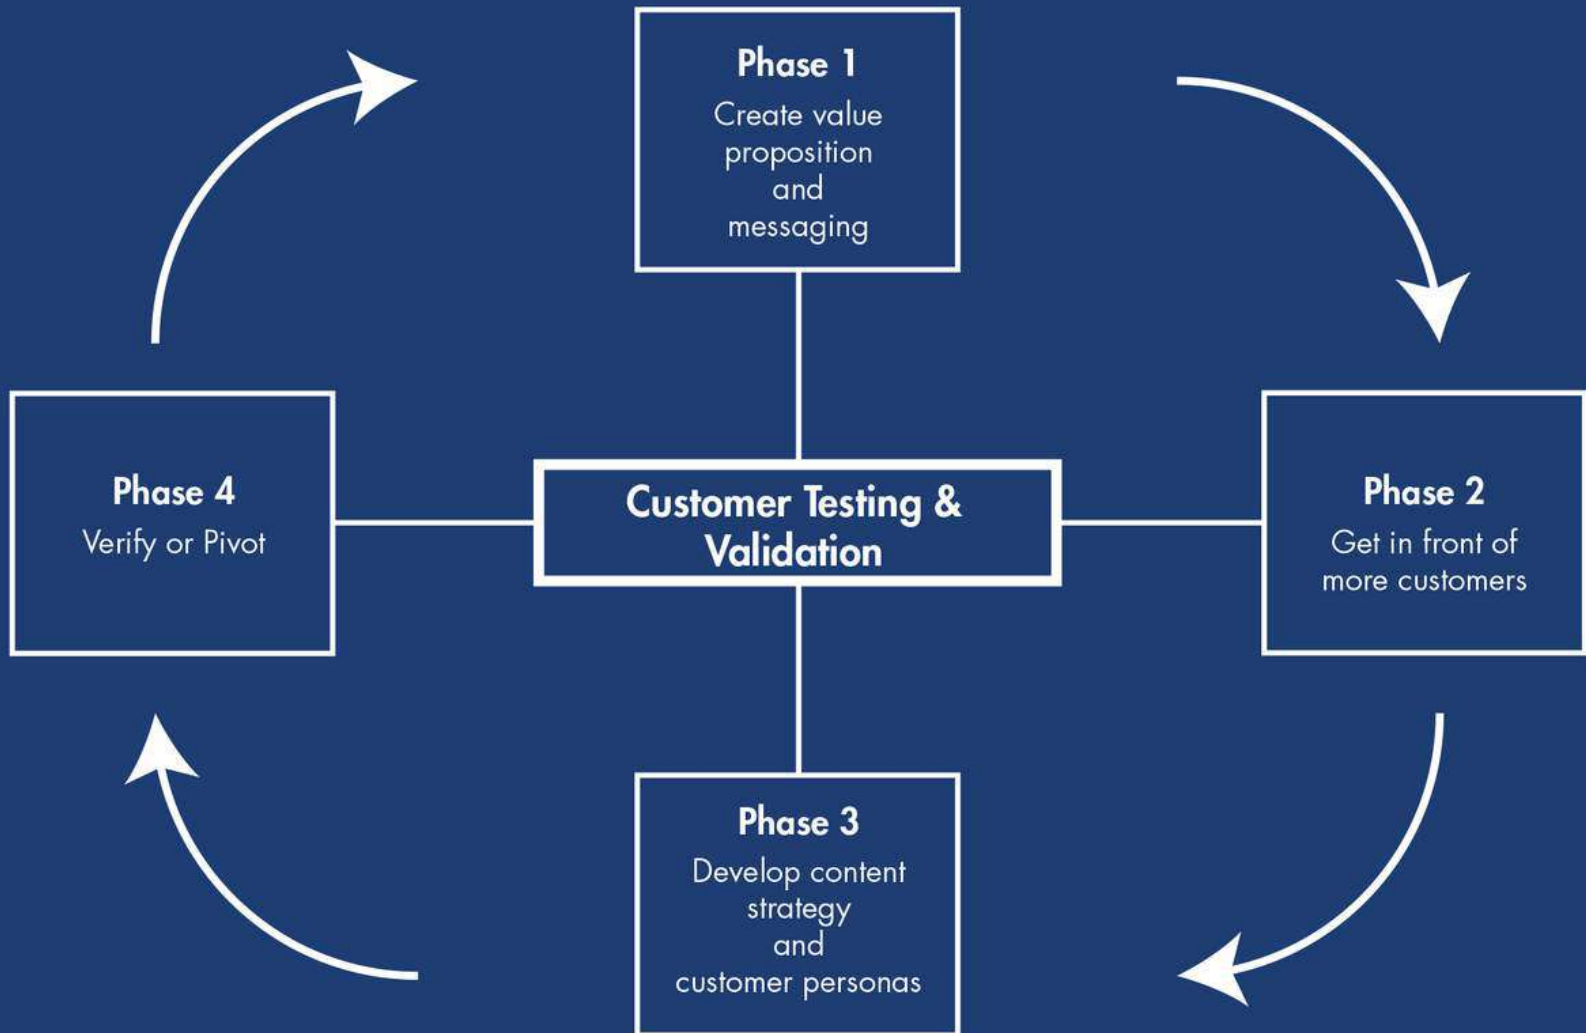 Phase 1
Create value
proposition
and
messaging
Phase 4
Verify or Pivot
Customer Testing &
Validation
Phase 2
Get in front of
more customers
Phase 3
Develop content
strategy
and
customer personas